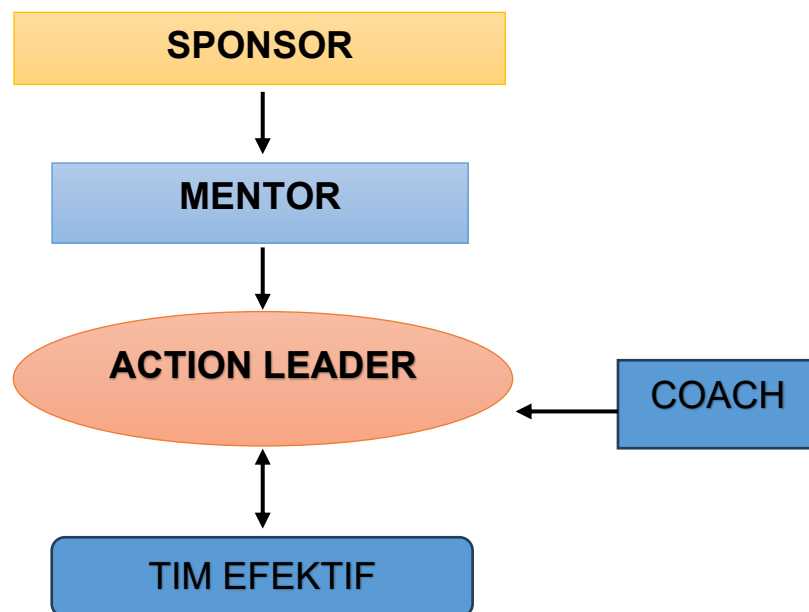 SPONSOR
MENTOR
ACTION LEADER
COACH
TIM EFEKTIF